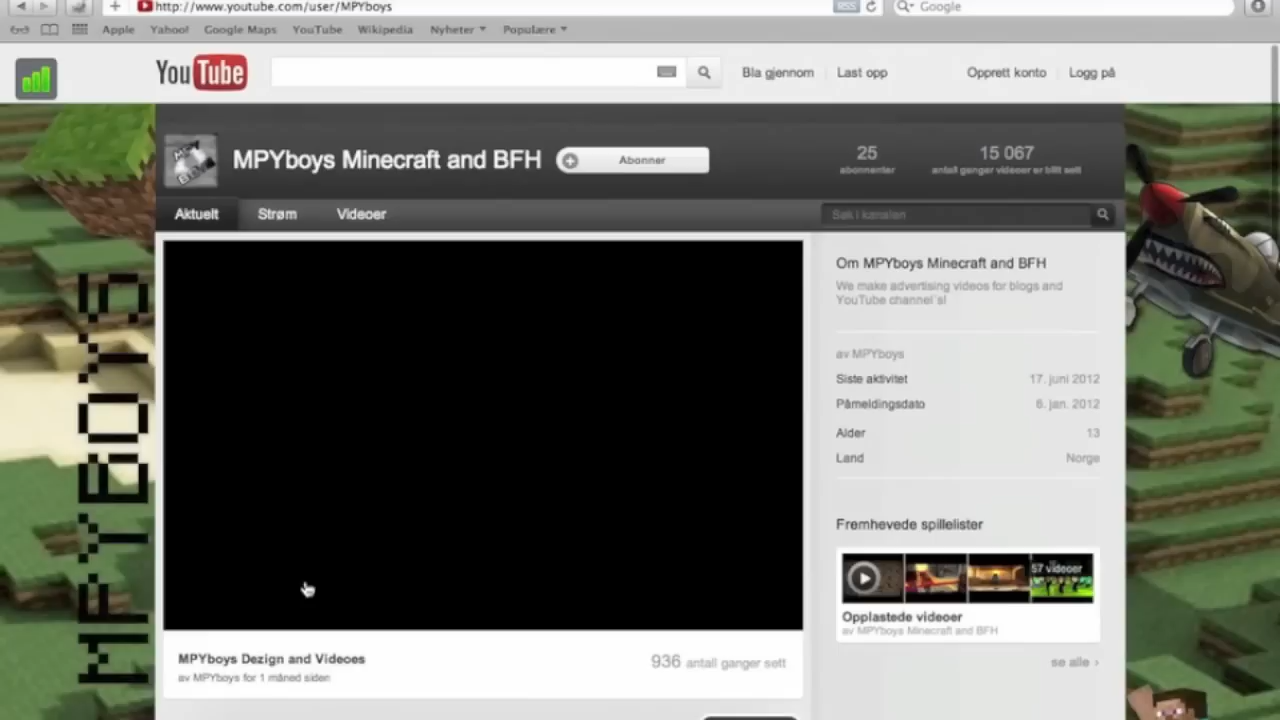 http://www.youtube.com/user/MPYboys
RSS
Google
Apple
Yahoo!
Google Maps
YouTube
Wikipedia
Nyheter
Populære
YouTube
Bla gjennom
Last opp
Opprett konto
Logg på
MPYboys Minecraft and BFH
Abonner
25
abonnenter
15 067
antall ganger videoer er blitt sett
Aktuelt
Strøm
Videoer
Søk i kanalen
Om MPYboys Minecraft and BFH
We make advertising videos for blogs and
YouTube channel`s!
av MPYboys
Siste aktivitet 17. juni 2012
Påmeldingsdato 6. jan. 2012
Alder 13
Land Norge
Fremhevede spillelister
57 videoer
Opplastede videoer
av MPYboys Minecraft and BFH
se alle ›
MPYboys Dezign and Videoes
av MPYboys for 1 måned siden
936 antall ganger sett
MPYBOYS